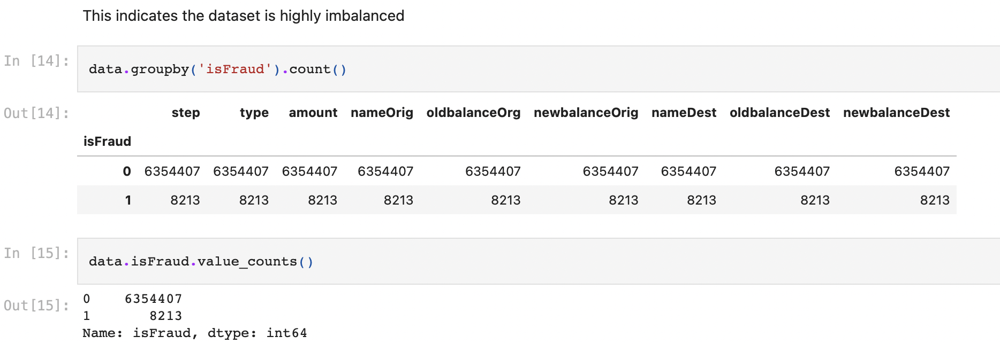 This indicates the dataset is highly imbalanced
In [14]:
data.groupby('isFraud').count()
Out[14]:
step type amount nameOrig oldbalanceOrg newbalanceOrig nameDest oldbalanceDest newbalanceDest
isFraud
0 6354407 6354407 6354407 6354407 6354407 6354407 6354407 6354407 6354407
1 8213 8213 8213 8213 8213 8213 8213 8213 8213
In [15]:
data.isFraud.value_counts()
Out[15]:
0 6354407
1 8213
Name: isFraud, dtype: int64